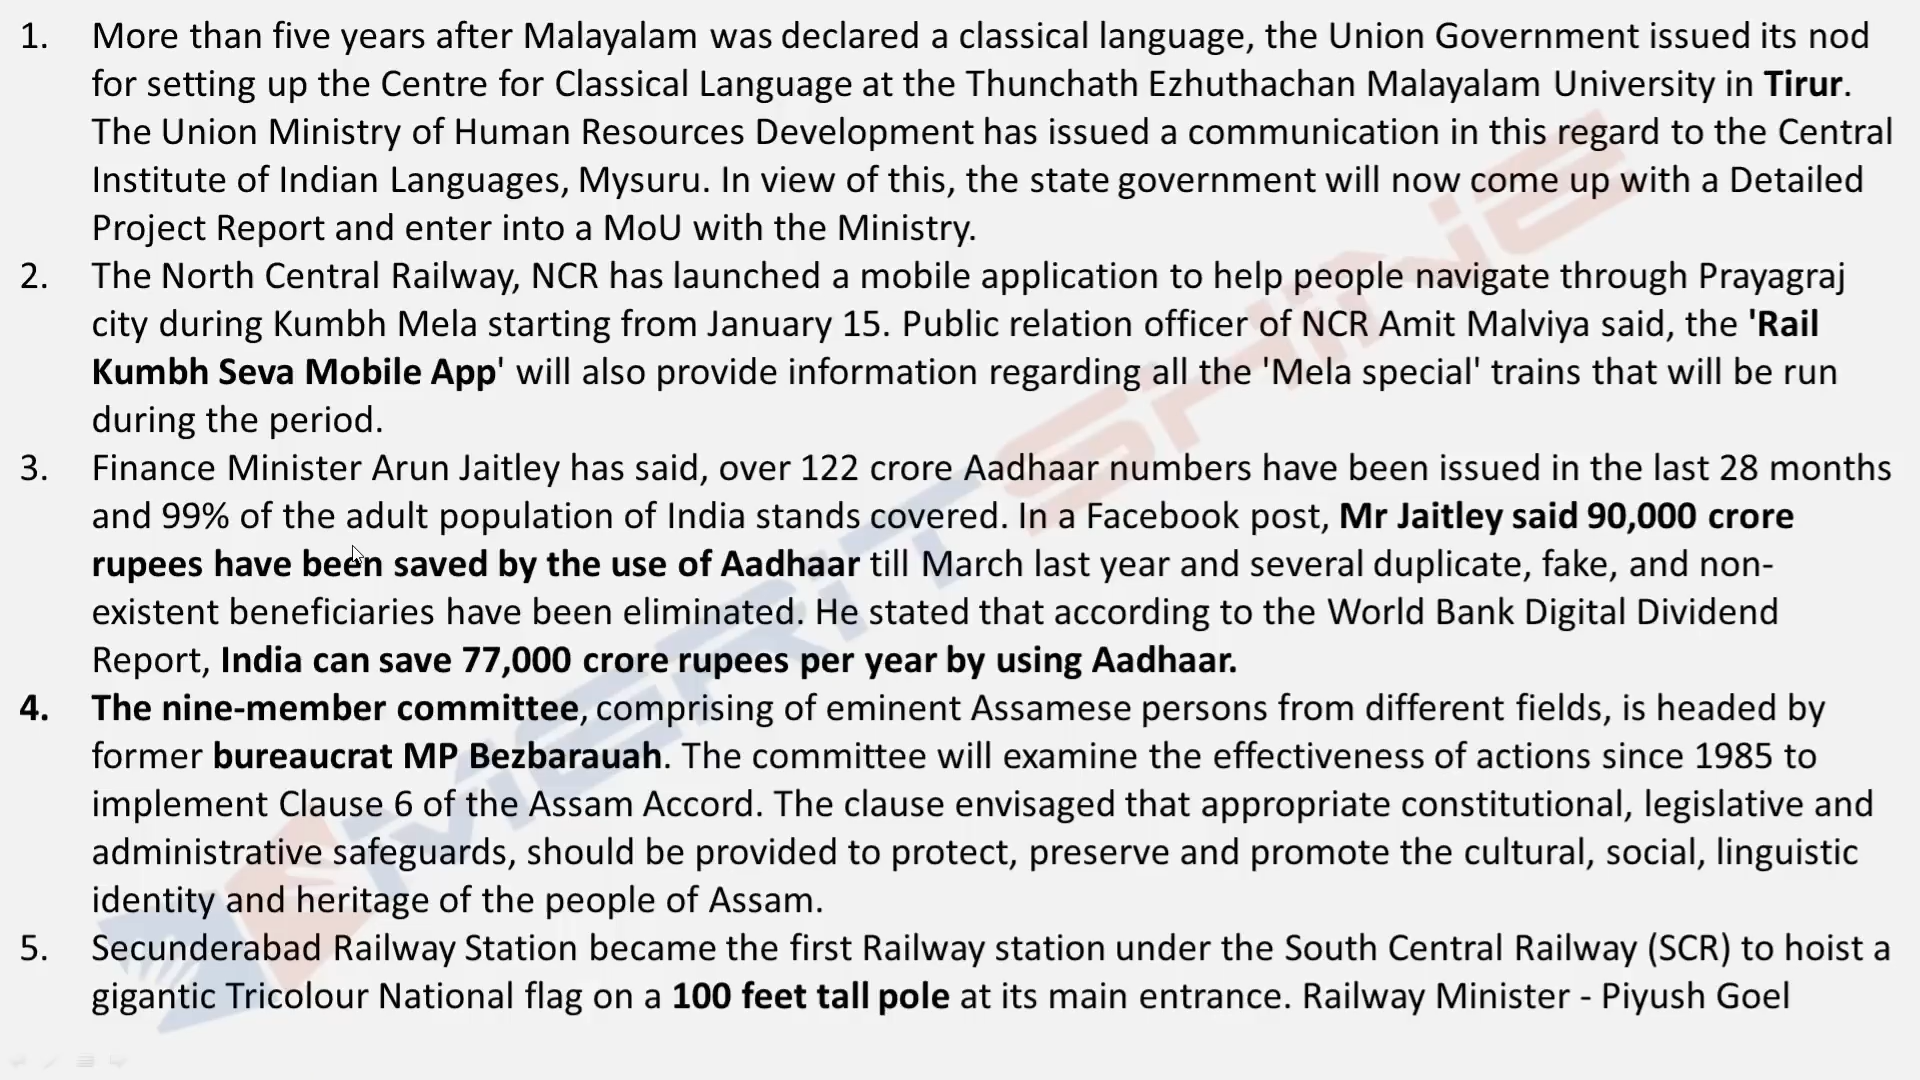 1. More than five years after Malayalam was declared a classical language, the Union Government issued its nod
for setting up the Centre for Classical Language at the Thunchath Ezhuthachan Malayalam University in Tirur.
The Union Ministry of Human Resources Development has issued a communication in this regard to the Central
Institute of Indian Languages, Mysuru. In view of this, the state government will now come up with a Detailed
Project Report and enter into a MoU with the Ministry.
2. The North Central Railway, NCR has launched a mobile application to help people navigate through Prayagraj
city during Kumbh Mela starting from January 15. Public relation officer of NCR Amit Malviya said, the 'Rail
Kumbh Seva Mobile App' will also provide information regarding all the 'Mela special' trains that will be run
during the period.
3. Finance Minister Arun Jaitley has said, over 122 crore Aadhaar numbers have been issued in the last 28 months
and 99% of the adult population of India stands covered. In a Facebook post, Mr Jaitley said 90,000 crore
rupees have been saved by the use of Aadhaar till March last year and several duplicate, fake, and non-
existent beneficiaries have been eliminated. He stated that according to the World Bank Digital Dividend
Report, India can save 77,000 crore rupees per year by using Aadhaar.
4. The nine-member committee, comprising of eminent Assamese persons from different fields, is headed by
former bureaucrat MP Bezbarauah. The committee will examine the effectiveness of actions since 1985 to
implement Clause 6 of the Assam Accord. The clause envisaged that appropriate constitutional, legislative and
administrative safeguards, should be provided to protect, preserve and promote the cultural, social, linguistic
identity and heritage of the people of Assam.
5. Secunderabad Railway Station became the first Railway station under the South Central Railway (SCR) to hoist a
gigantic Tricolour National flag on a 100 feet tall pole at its main entrance. Railway Minister - Piyush Goel
MERiTSHiNE